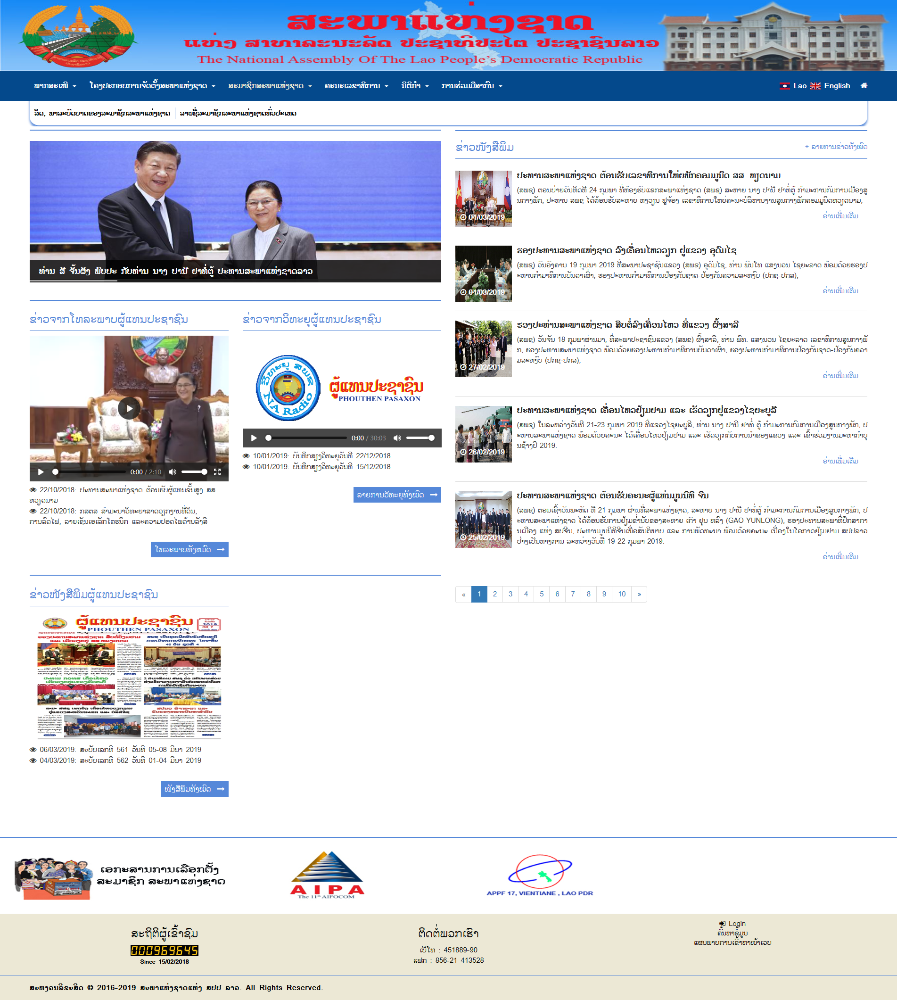 ສະພາແຫ່ງຊາດ
ແຫ່ງ ສາທາລະນະລັດ ປະຊາທິປະໄຕ ປະຊາຊົນລາວ
The National Assembly Of The Lao People's Democratic Republic
ພາກສະເໜີ
ໂຄງປະກອບການຈັດຕັ້ງສະພາແຫ່ງຊາດ
ສະມາຊິກສະພາແຫ່ງຊາດ
ຄະນະເລຂາທິການ
ນິຕິກຳ
ການຮ່ວມມືສາກົນ
Lao
English
ສິດ, ພາລະບົດບາດຂອງສະມາຊິກສະພາແຫ່ງຊາດ
ລາຍຊື່ສະມາຊິກສະພາແຫ່ງຊາດທົ່ວປະເທດ
ທ່ານ ສີ ຈິ້ນຜິງ ພົບປະ ກັບທ່ານ ນາງ ປານີ ຢາທໍ່ຕູ້ ປະທານສະພາແຫ່ງຊາດລາວ
ຂ່າວຈາກໂທລະພາບຜູ້ແທນປະຊາຊົນ
0:00 / 2:10
22/10/2018: ປະທານສະພາແຫ່ງຊາດ ຕ້ອນຮັບຜູ້ແທນຂັ້ນສູງ ສສ.
ຫວຽດນາມ
22/10/2018: ກສຕສ ສຳມະນາວິທະຍາສາດວຽກງານທີ່ດິນ,
ການລົດໄຟ, ລາຍເຊັນເອເລັກໂຕຣນິກ ແລະຄວາມປອດໄພດ້ານລັງສີ
ໂທລະພາບທັງຫມົດ
ຂ່າວຈາກວິທະຍຸຜູ້ແທນປະຊາຊົນ
ວິທະຍຸ ສພຊ
NA Radio
ຜູ້ແທນປະຊາຊົນ
PHOUTHEN PASAXON
0:00 / 30:03
10/01/2019: ບັນທຶກສຽງວິທະຍຸວັນທີ 22/12/2018
10/01/2019: ບັນທຶກສຽງວິທະຍຸວັນທີ 15/12/2018
ລາຍການວິທະຍຸທັງໝົດ
ຂ່າວໜັງສືພິມຜູ້ແທນປະຊາຊົນ
ຜູ້ແທນປະຊາຊົນ
PHOUTHEN PASAXON
2018
06/03/2019: ສະບັບເລກທີ 561 ວັນທີ 05-08 ມີນາ 2019
04/03/2019: ສະບັບເລກທີ 562 ວັນທີ 01-04 ມີນາ 2019
ໜັງສືພິມທັງໝົດ
ຂ່າວໜັງສືພິມ
+ ລາຍການຂ່າວທັງໝົດ
ປະທານສະພາແຫ່ງຊາດ ຕ້ອນຮັບເລຂາທິການໃຫ່ຍພັກຄອມມູນິດ ສສ. ຫຽດນາມ
(ສພຊ) ຕອນບ່າຍວັນທິດທີ 24 ກຸມພາ ທີ່ຫ້ອງຮັບແຂກສະພາແຫ່ງຊາດ (ສພຊ) ສະຫາຍ ນາງ ປານີ ຢາທໍ່ຕູ້ ກຳມະການກົມການເມືອງສູ
ນກາງພັກ, ປະທານ ສພຊ ໄດ້ຕ້ອນຮັບສະຫາຍ ຫງວຽນ ຟູຈ້ອງ ເລຂາທິການໃຫຍ່ຄະນະບໍລິຫານງານສູນກາງພັກຄອມມູນິດຫວຽດນາມ,
04/03/2019
ອ່ານເພີ່ມເຕີມ
ຮອງປະທານສະພາແຫ່ງຊາດ ລົງເຄື່ອນໄຫວວຽກ ຢູ່ແຂວງ ອຸດົມໄຊ
(ສພຊ) ວັນອັງຄານ 19 ກຸມພາ 2019 ທີ່ສະພາປະຊາຊົນແຂວງ (ສພຂ) ອຸດົມໄຊ, ທ່ານ ພົນໂທ ແສງນວນ ໄຊຍະລາດ ພ້ອມດ້ວຍຮອງປ
ະທານກຳມາທິການບັນດາເຜົ່າ, ຮອງປະທານກຳມາທິການປ້ອງກັນຊາດ-ປ້ອງກັນຄວາມສະຫງົບ (ປກຊ-ປກສ),
04/03/2019
ອ່ານເພີ່ມເຕີມ
ຮອງປະທ່ານສະພາແຫ່ງຊາດ ສືບຕໍ່ລົງເຄື່ອນໄຫວ ທີ່ແຂວງ ຜົ້ງສາລີ
(ສພຊ) ວັນຈັນ 18 ກຸມພາຜ່ານມາ, ທີ່ສະພາປະຊາຊົນແຂວງ (ສພຂ) ຜົ້ງສາລີ, ທ່ານ ພົທ. ແສງນວນ ໄຊຍະລາດ ເລຂາທິການສູນກາງພັ
ກ, ຮອງປະທານສະພາແຫ່ງຊາດ ພ້ອມດ້ວຍຮອງປະທານກຳມາທິການບັນດາເຜົ່າ, ຮອງປະທານກຳມາທິການປ້ອງກັນຊາດ-ປ້ອງກັນຄວາ
ມສະຫງົບ (ປກຊ-ປກສ),
27/02/2019
ອ່ານເພີ່ມເຕີມ
ປະທານສະພາແຫ່ງຊາດ ເຄື່ອນໄຫວຢ້ຽມຢາມ ແລະ ເຮັດວຽກຢູ່ແຂວງໄຊຍະບູລີ
(ສພຊ) ໃນລະຫວ່າງວັນທີ 21-23 ກຸມພາ 2019 ທີ່ແຂວງໄຊຍະບູລີ, ທ່ານ ນາງ ປານີ ຢາທໍ່ ຕູ້ ກຳມະການກົມການເມືອງສູນກາງພັກ, ປ
ະທານສະພາແຫ່ງຊາດ ພ້ອມດ້ວຍຄະນະ ໄດ້ເຄື່ອນໄຫວຢ້ຽມຢາມ ແລະ ເຮັດວຽກກັບການນຳຂອງແຂວງ ແລະ ເຂົ້າຮ່ວມງານມະຫາກຳບຸ
ນຊ້າງປີ 2019.
26/02/2019
ອ່ານເພີ່ມເຕີມ
ປະທານສະພາແຫ່ງຊາດ ຕ້ອນຮັບຄະນະຜູ້ແທ່ນມູນນິທິ ຈີນ
(ສພຊ) ຕອນເຊົ້າວັນພະຫັດ ທີ 21 ກຸມພາ ຜ່ານທີ່ສະພາແຫ່ງຊາດ, ສະຫາຍ ນາງ ປານີ ຢາທໍ່ຕູ້ ກຳມະການກົມການເມືອງສູນກາງພັກ, ປ
ະທານສະພາແຫ່ງຊາດ ໄດ້ຕ້ອນຮັບການຢ້ຽມຂ່ຳນັບຂອງສະຫາຍ ເກົາ ຢຸນ ຫລົງ (GAO YUNLONG), ຮອງປະທານສະພາທີ່ປຶກສາກາ
ນເມືອງ ແຫ່ງ ສປຈີນ, ປະທານມູນນິທິຈີນເພື່ອສັນຕິພາບ ແລະ ການພັດທະນາ ພ້ອມດ້ວຍຄະນະ ເນື່ອງໃນໂອກາດຢ້ຽມຢາມ ສປປລາວ
ຢ່າງເປັນທາງການ ລະຫວ່າງວັນທີ 19-22 ກຸມພາ 2019.
25/02/2019
ອ່ານເພີ່ມເຕີມ
« 1 2 3 4 5 6 7 8 9 10 »
ເອກະສານການເລືອກຕັ້ງ
ສະມາຊິກ ສະພາແຫ່ງຊາດ
AIPA
The 11th AIFOCOM
APPF 17, VIENTIANE , LAO PDR
ສະຖິຕິຜູ້ເຂົ້າຊົມ
000969645
Since 15/02/2018
ຕິດຕໍ່ພວກເຮົາ
ເບີໂທ : 451889-90
ແຟກ : 856-21 413528
Login
ຄົ້ນຫາຂໍ້ມູນ
ແຜນພາບການເຂົ້າຫາໜ້າເວບ
ສະຫງວນລິຂະສິດ © 2016-2019 ສະພາແຫ່ງຊາດແຫ່ງ ສປປ ລາວ. All Rights Reserved.